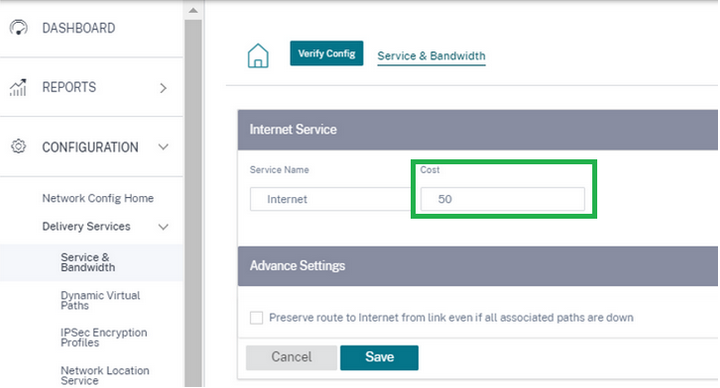 DASHBOARD
REPORTS
CONFIGURATION
Network Config Home
Delivery Services
Service &
Bandwidth
Dynamic Virtual
Paths
IPSec Encryption
Profiles
Network Location
Service
Verify Config
Service & Bandwidth
Internet Service
Service Name
Cost
Internet
50
Advance Settings
Preserve route to Internet from link even if all associated paths are down
Cancel
Save